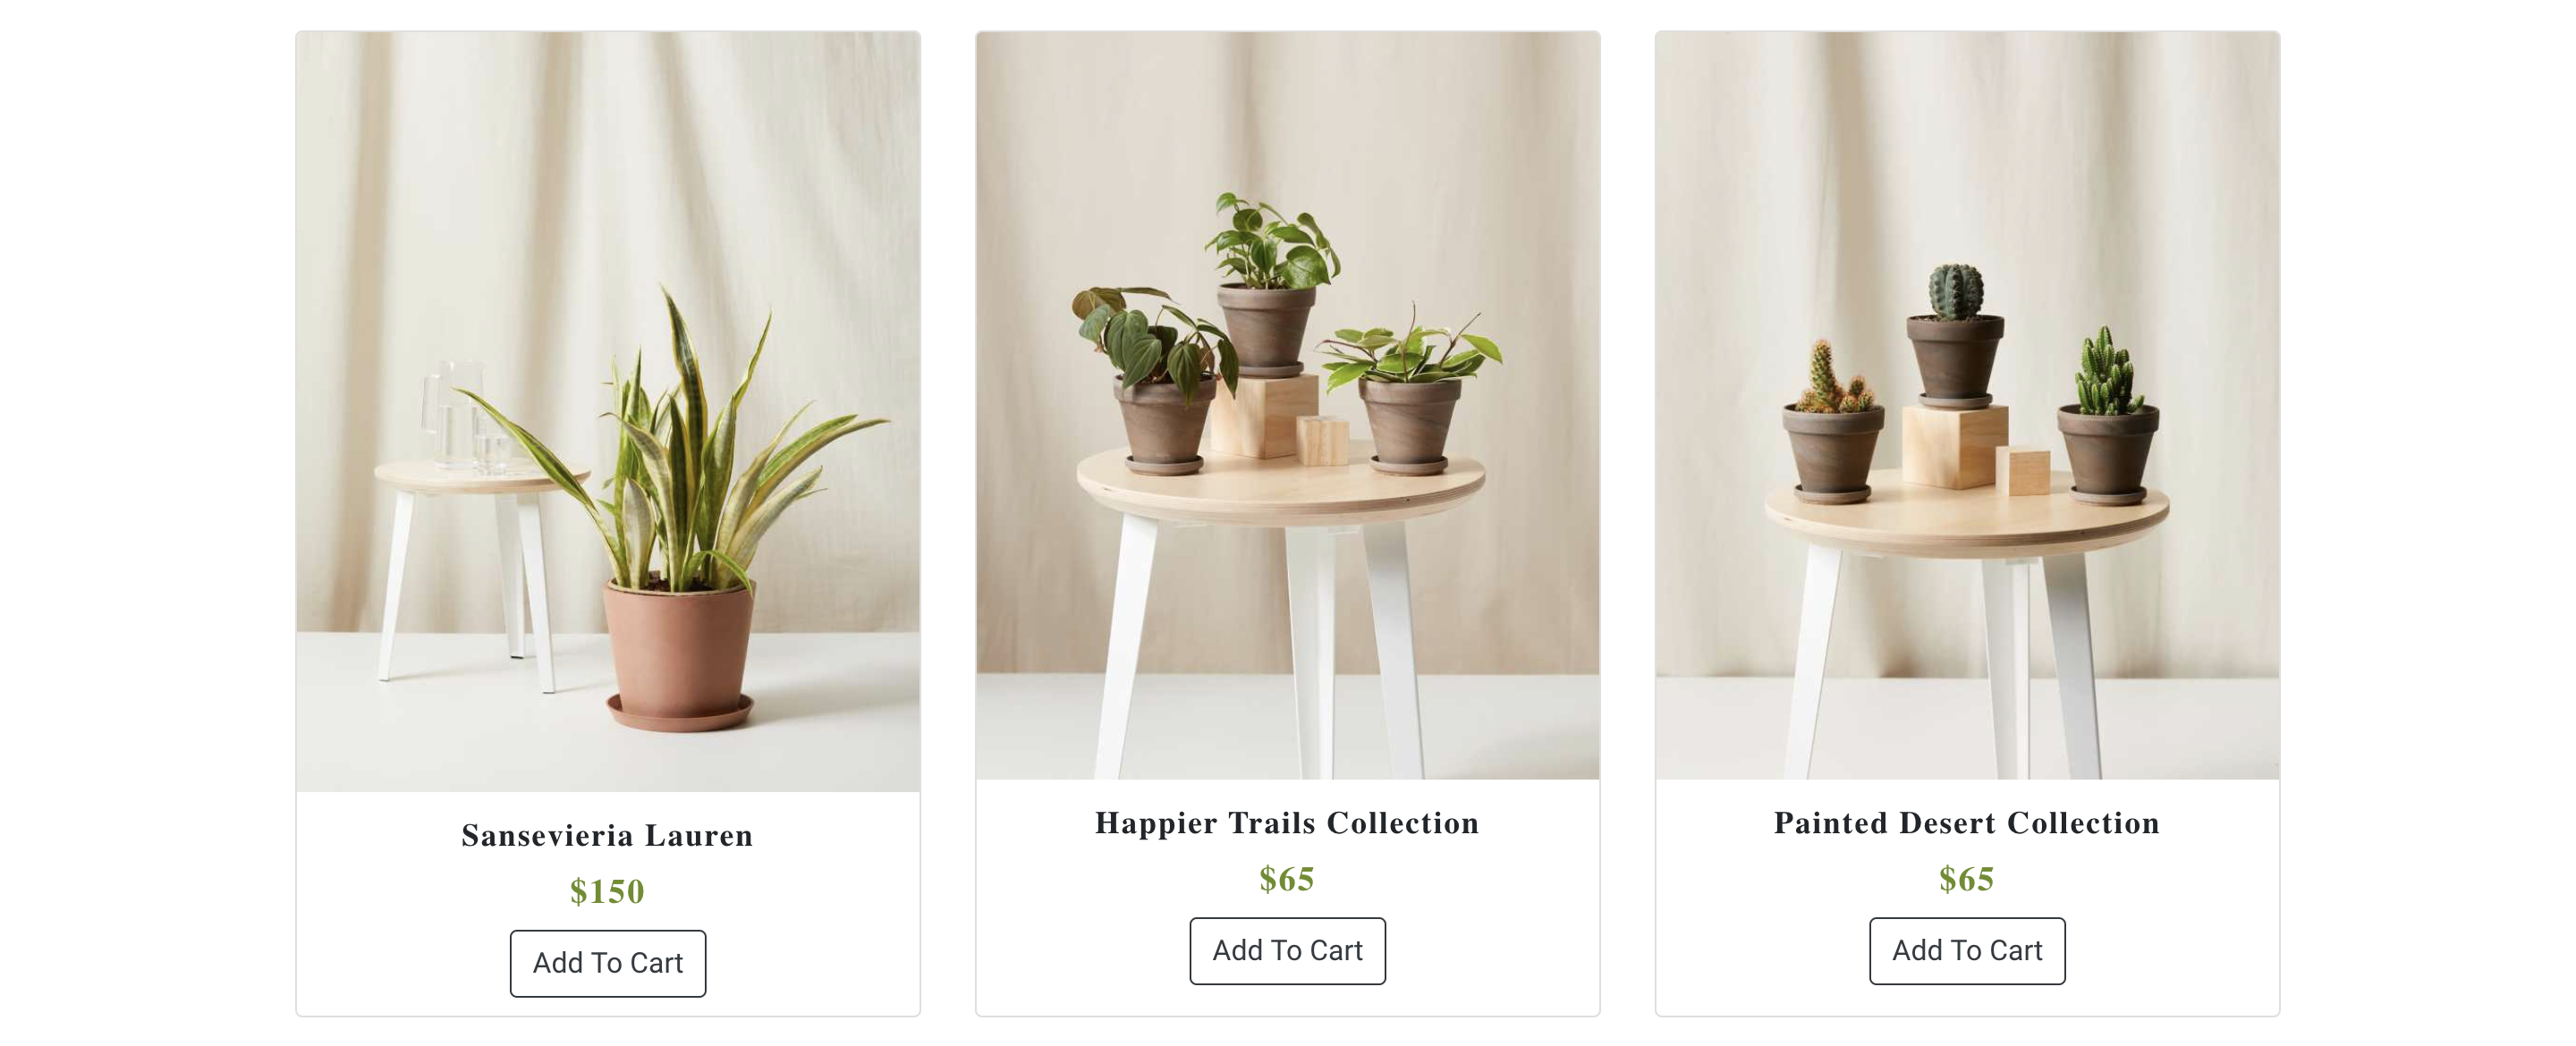 Sansevieria Lauren
$150
Add To Cart
Happier Trails Collection
$65
Add To Cart
Painted Desert Collection
$65
Add To Cart